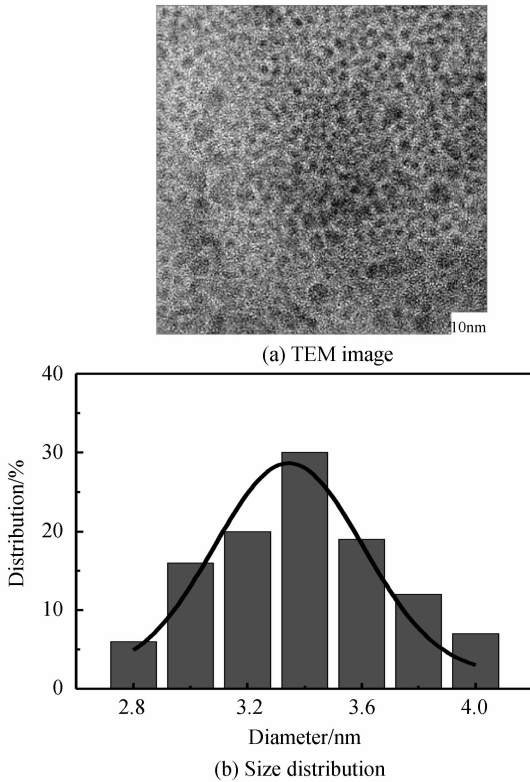 10nm
(a) TEM image
40
30
20
10
0
Distribution/%
2.8 3.2 3.6 4.0
Diameter/nm
(b) Size distribution